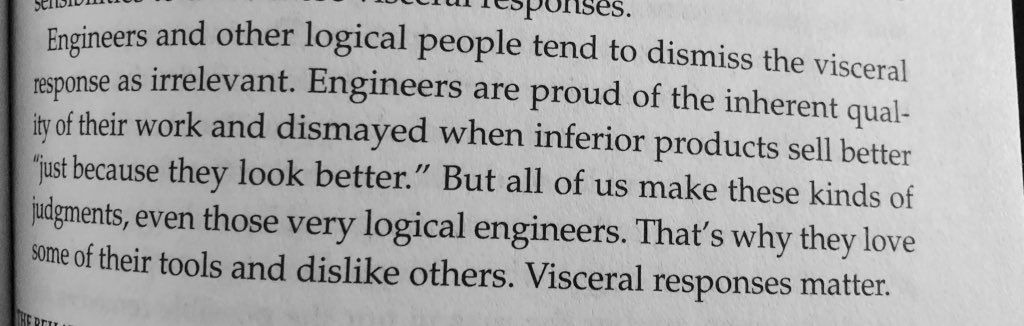 responses.
Engineers and other logical people tend to dismiss the visceral
response as irrelevant. Engineers are proud of the inherent qual-
ity of their work and dismayed when inferior products sell better
“just because they look better.” But all of us make these kinds of
judgments, even those very logical engineers. That’s why they love
some of their tools and dislike others. Visceral responses matter.